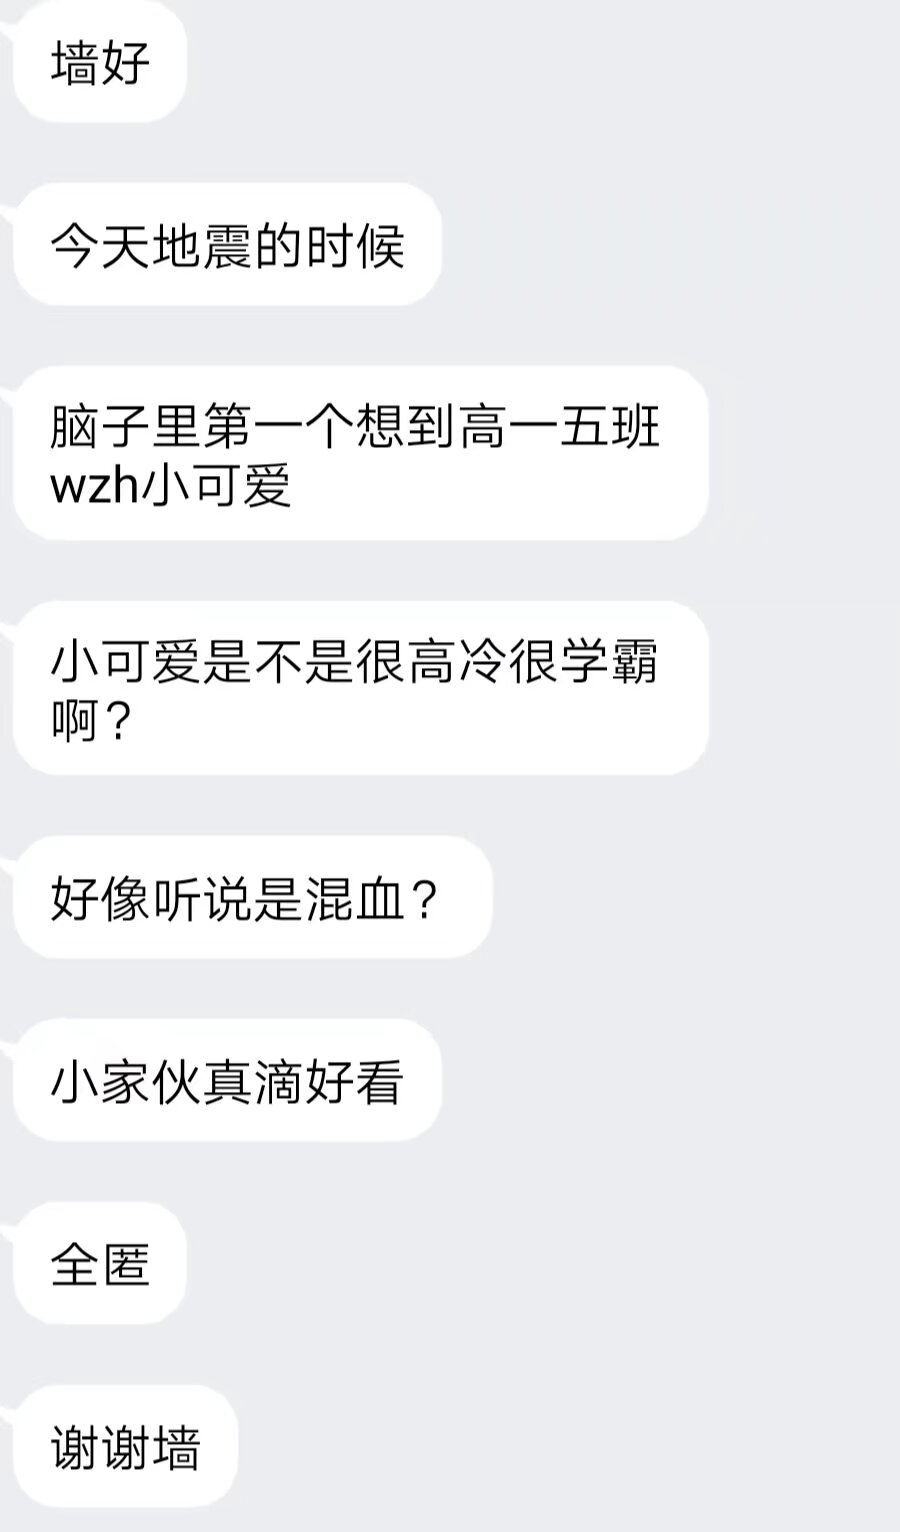 墙好
今天地震的时候
脑子里第一个想到高一五班
wzh小可爱
小可爱是不是很高冷很学霸
啊？
好像听说是混血？
小家伙真滴好看
全匿
谢谢墙